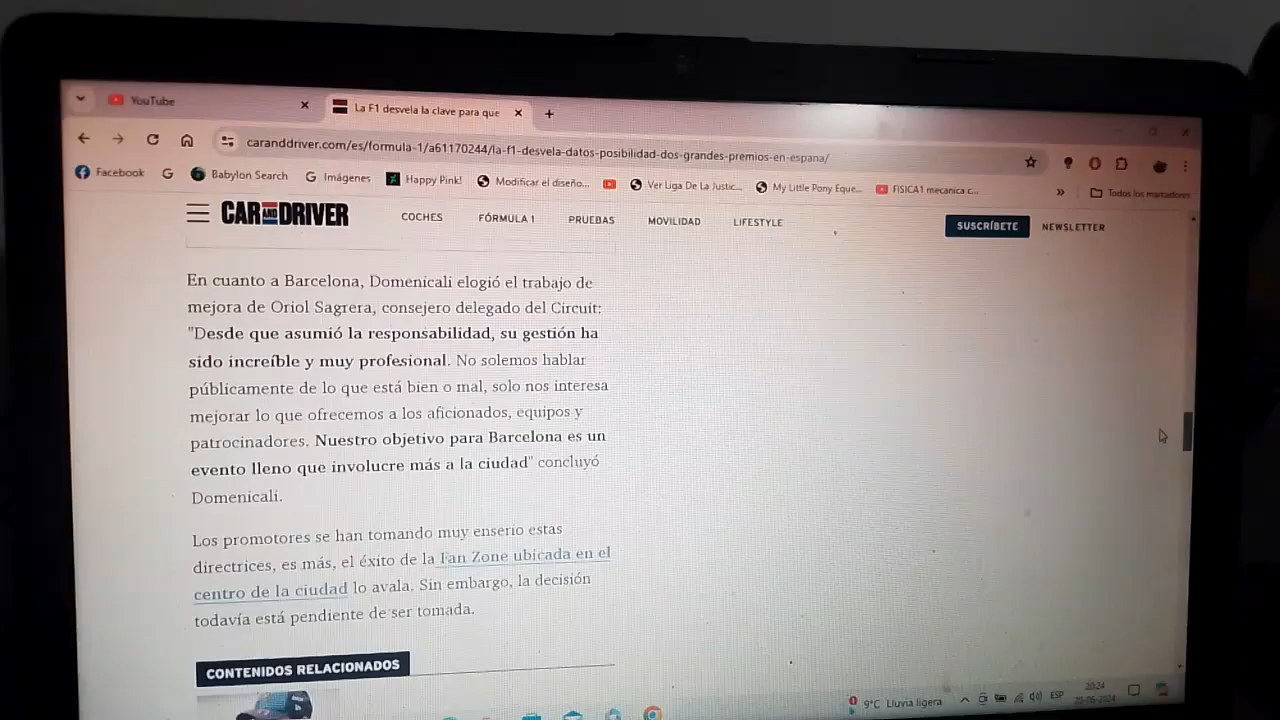 YouTube
La F1 desvela la clave para que
caranddriver.com/es/formula-1/a61170244/la-f1-desvela-datos-posibilidad-dos-grandes-premios-en-espana/
Facebook
Babylon Search
Imágenes
Happy Pink!
Modificar el diseño...
Ver Liga De La Justic...
My Little Pony Eque...
FISICA1 mecanica c...
Todos los marcadores
CAR AND DRIVER
COCHES
FÓRMULA 1
PRUEBAS
MOVILIDAD
LIFESTYLE
SUSCRÍBETE
NEWSLETTER
En cuanto a Barcelona, Domenicali elogió el trabajo de
mejora de Oriol Sagrera, consejero delegado del Circuit:
"Desde que asumió la responsabilidad, su gestión ha
sido increíble y muy profesional. No solemos hablar
públicamente de lo que está bien o mal, solo nos interesa
mejorar lo que ofrecemos a los aficionados, equipos y
patrocinadores. Nuestro objetivo para Barcelona es un
evento lleno que involucre más a la ciudad" concluyó
Domenicali.
Los promotores se han tomando muy enserio estas
directrices, es más, el éxito de la Fan Zone ubicada en el
centro de la ciudad lo avala. Sin embargo, la decisión
todavía está pendiente de ser tomada.
CONTENIDOS RELACIONADOS
9°C Lluvia ligera
ESP
20:24
20-06-2024